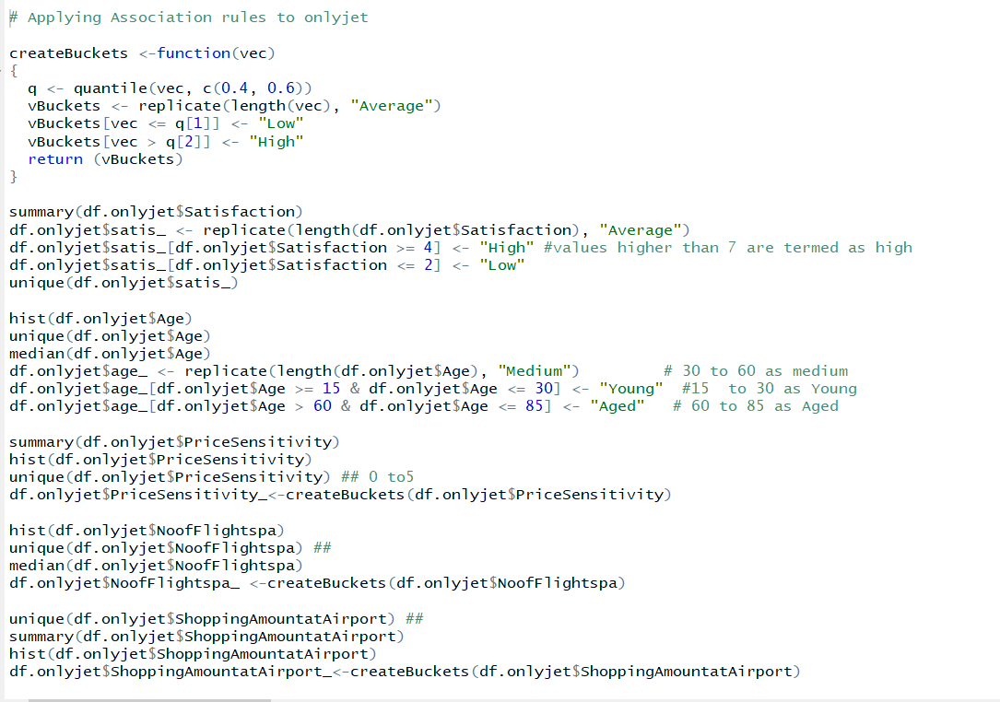 # Applying Association rules to onlyjet
createBuckets <-function(vec)
{
  q <- quantile(vec, c(0.4, 0.6))
  vBuckets <- replicate(length(vec), "Average")
  vBuckets[vec <= q[1]] <- "Low"
  vBuckets[vec > q[2]] <- "High"
  return (vBuckets)
}
summary(df.onlyjet$Satisfaction)
df.onlyjet$satis_ <- replicate(length(df.onlyjet$Satisfaction), "Average")
df.onlyjet$satis_[df.onlyjet$Satisfaction >= 4] <- "High" #values higher than 7 are termed as high
df.onlyjet$satis_[df.onlyjet$Satisfaction <= 2] <- "Low"
unique(df.onlyjet$satis_)
hist(df.onlyjet$Age)
unique(df.onlyjet$Age)
median(df.onlyjet$Age)
df.onlyjet$age_ <- replicate(length(df.onlyjet$Age), "Medium")         # 30 to 60 as medium
df.onlyjet$age_[df.onlyjet$Age >= 15 & df.onlyjet$Age <= 30] <- "Young"  #15  to 30 as Young
df.onlyjet$age_[df.onlyjet$Age > 60 & df.onlyjet$Age <= 85] <- "Aged"   # 60 to 85 as Aged
summary(df.onlyjet$PriceSensitivity)
hist(df.onlyjet$PriceSensitivity)
unique(df.onlyjet$PriceSensitivity) ## 0 to5
df.onlyjet$PriceSensitivity_<-createBuckets(df.onlyjet$PriceSensitivity)
hist(df.onlyjet$NoofFlightspa)
unique(df.onlyjet$NoofFlightspa) ##
median(df.onlyjet$NoofFlightspa)
df.onlyjet$NoofFlightspa_ <-createBuckets(df.onlyjet$NoofFlightspa)
unique(df.onlyjet$ShoppingAmountatAirport) ##
summary(df.onlyjet$ShoppingAmountatAirport)
hist(df.onlyjet$ShoppingAmountatAirport)
df.onlyjet$ShoppingAmountatAirport_<-createBuckets(df.onlyjet$ShoppingAmountatAirport)